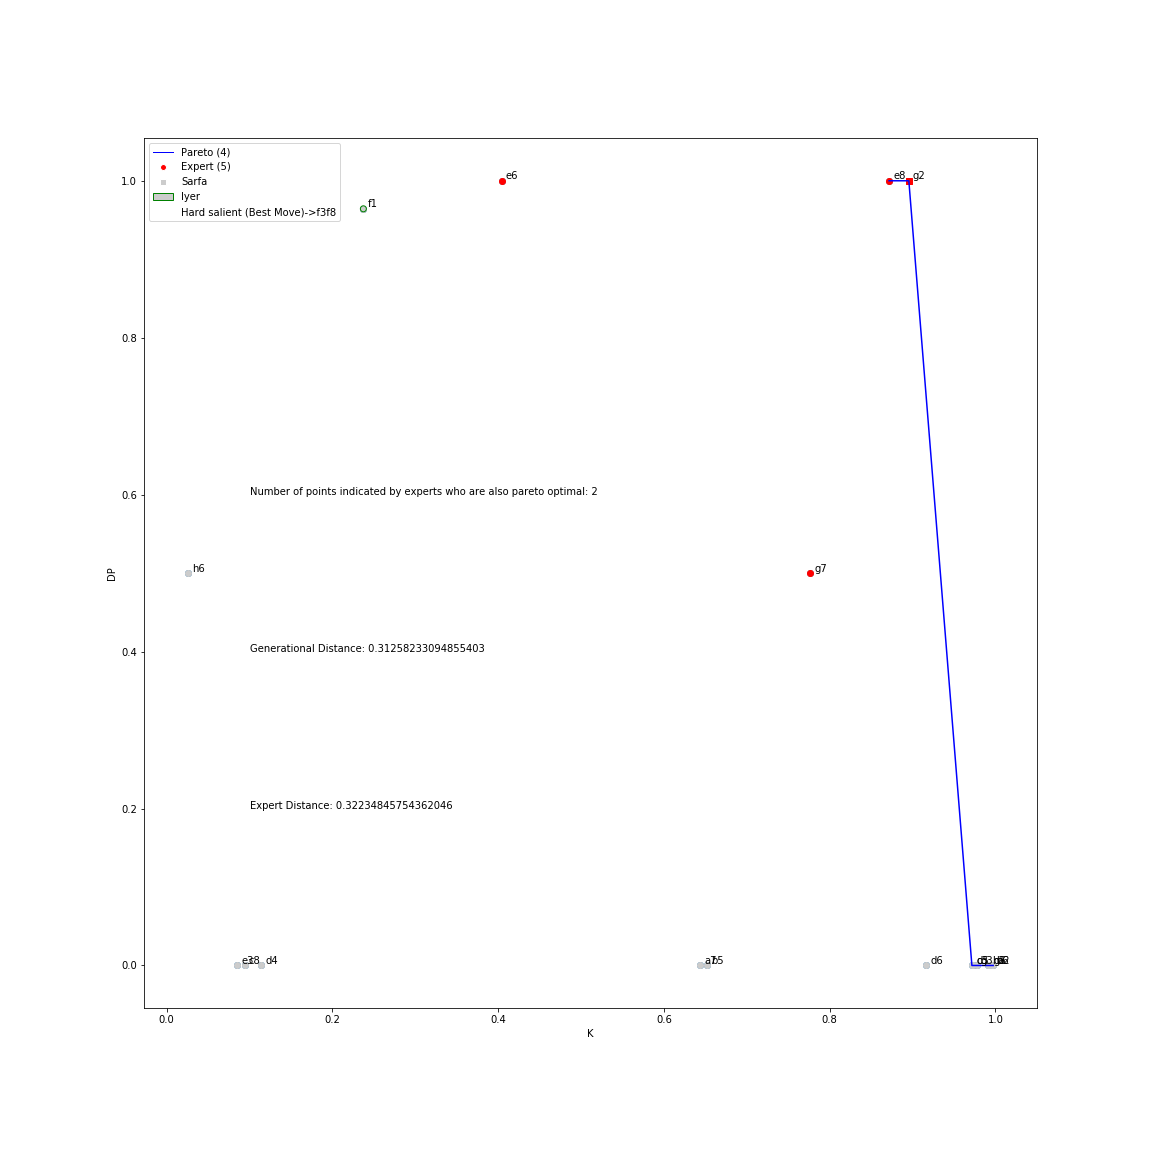 Pareto (4)
Expert (5)
Sarfa
Iyer
Hard salient (Best Move)->f3f8
e6
e8
g2
f1
1.0
0.8
Number of points indicated by experts who are also pareto optimal: 2
0.6
h6
g7
DP
Generational Distance: 0.31258233094855403
0.4
Expert Distance: 0.32234845754362046
0.2
d4
d6
0.0
0.0
0.2
0.4
0.6
0.8
1.0
K